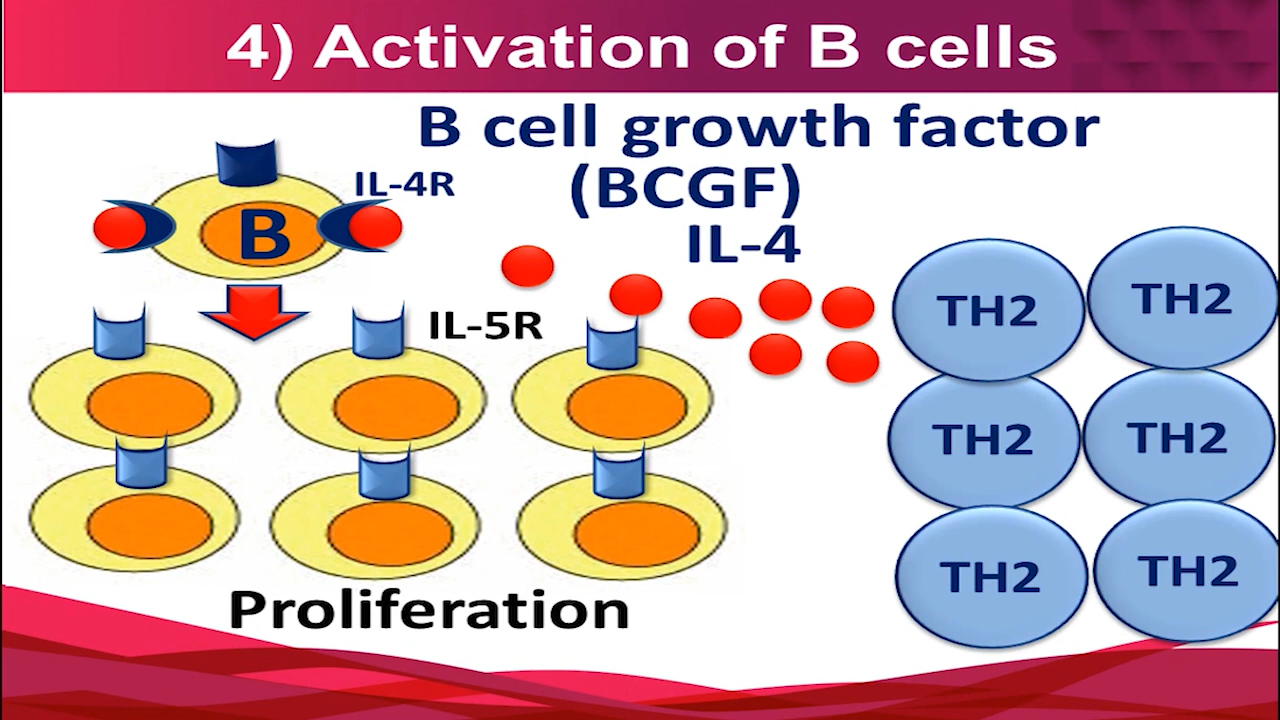 4) Activation of B cells
B cell growth factor
(BCGF)
IL-4
IL-4R
B
IL-5R
TH2
TH2
TH2
TH2
TH2
TH2
Proliferation